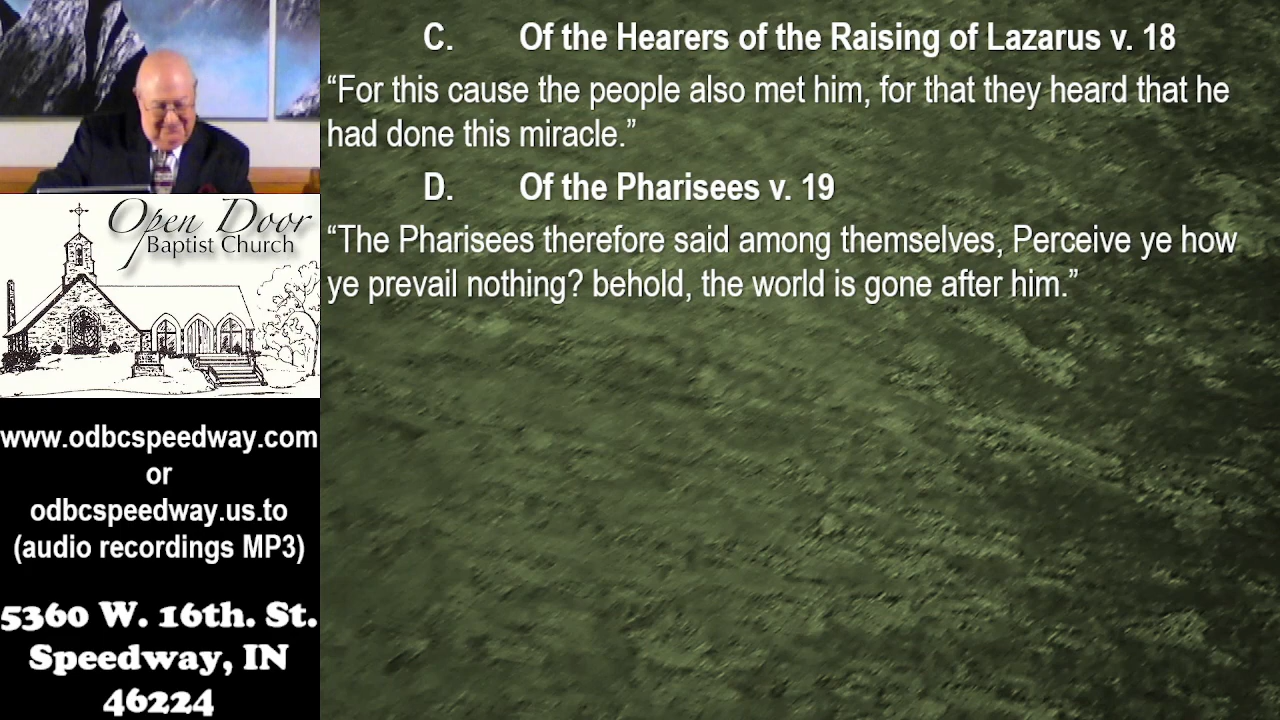 C. Of the Hearers of the Raising of Lazarus v. 18
“For this cause the people also met him, for that they heard that he
had done this miracle.”
D. Of the Pharisees v. 19
“The Pharisees therefore said among themselves, Perceive ye how
ye prevail nothing? behold, the world is gone after him.”
Open Door
Baptist Church
www.odbcspeedway.com
or
odbcspeedway.us.to
(audio recordings MP3)
5360 W. 16th. St.
Speedway, IN
46224